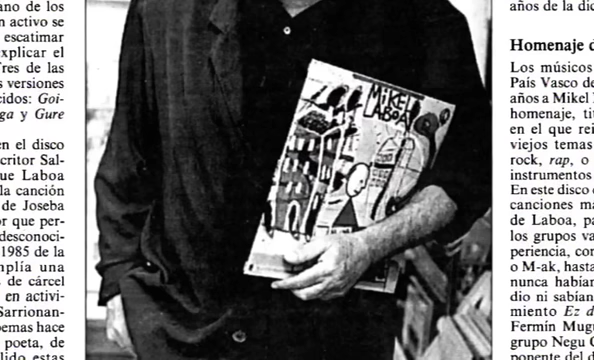 ano de los
n activo se
escatimar
xplicar el
Tres de las
s versiones
cidos: Goi-
ga y Gure
en el disco
critor Sal-
ue Laboa
la canción
de Joseba
or que per-
desconoci-
1985 de la
mplía una
s de cárcel
en activi-
Sarrionan-
oemas hace
poeta, de
lido estas
MIKEL
LABOA
años de la dic
Homenaje d
Los músicos
País Vasco de
años a Mikel
homenaje, tit
en el que rei
viejos temas
rock, rap, o
instrumentos
En este disco
canciones ma
de Laboa, pa
los grupos va
periencia, con
o M-ak, hasta
nunca habían
dio ni sabían
miento Ez d
Fermín Mugu
grupo Negu G
ponente del d